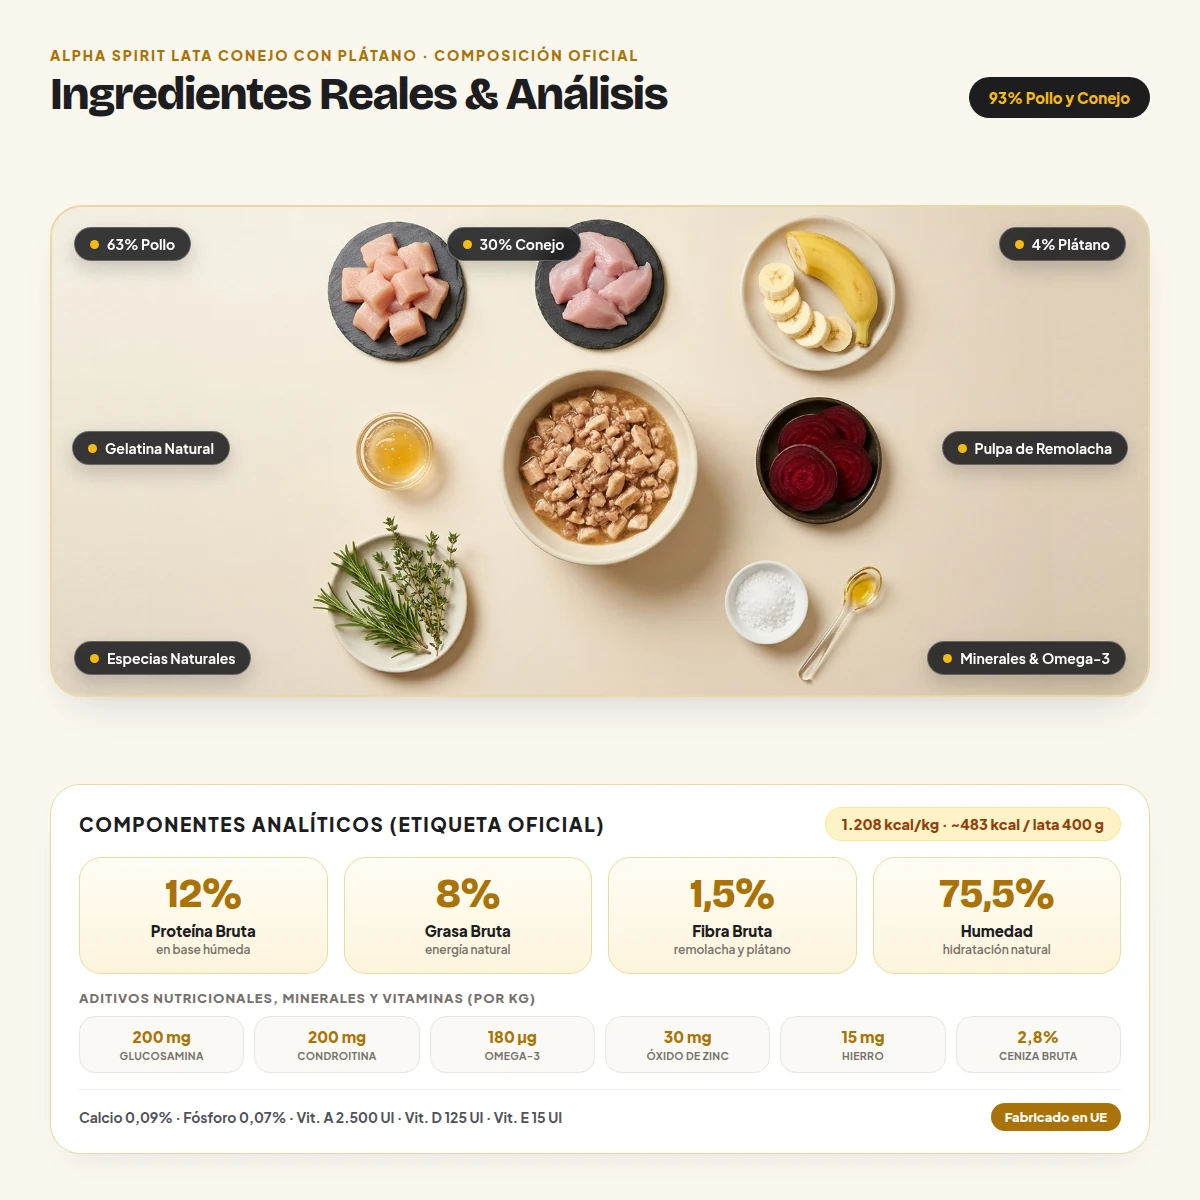 ALPHA SPIRIT LATA CONEJO CON PLÁTANO · COMPOSICIÓN OFICIAL
Ingredientes Reales & Análisis
93% Pollo y Conejo
63% Pollo
30% Conejo
4% Plátano
Gelatina Natural
Pulpa de Remolacha
Especias Naturales
Minerales & Omega-3
COMPONENTES ANALÍTICOS (ETIQUETA OFICIAL)
1.208 kcal/kg · ~483 kcal / lata 400 g
12%
Proteína Bruta
en base húmeda
8%
Grasa Bruta
energía natural
1,5%
Fibra Bruta
remolacha y plátano
75,5%
Humedad
hidratación natural
ADITIVOS NUTRICIONALES, MINERALES Y VITAMINAS (POR KG)
200 mg
GLUCOSAMINA
200 mg
CONDROITINA
180 µg
OMEGA-3
30 mg
ÓXIDO DE ZINC
15 mg
HIERRO
2,8%
CENIZA BRUTA
Calcio 0,09% · Fósforo 0,07% · Vit. A 2.500 UI · Vit. D 125 UI · Vit. E 15 UI
Fabricado en UE